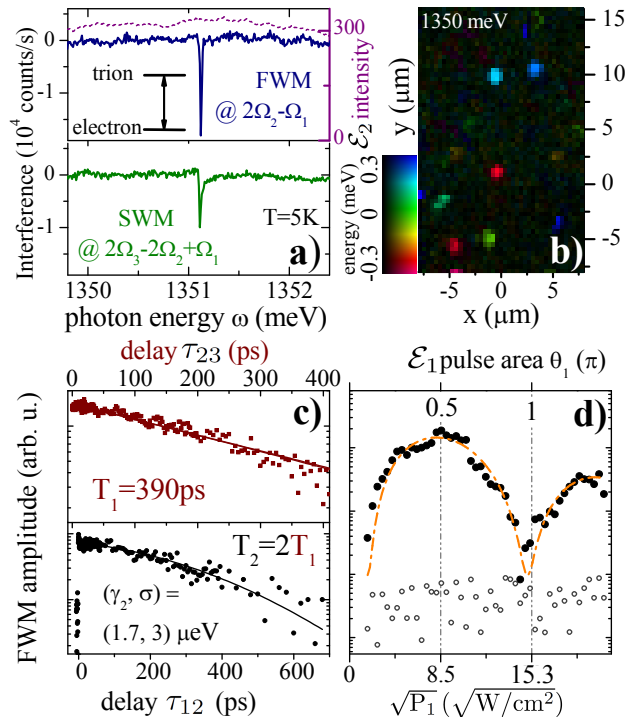 300
0
-1
trion
electron
FWM
@ 2Ω₂-Ω₁
ℰ₂ intensity
0
0
-1
Interference (10⁴ counts/s)
SWM
@ 2Ω₃-2Ω₂+Ω₁
T=5K
a)
1350 1351 1352
photon energy ω (meV)
1350 meV
15
10
5
0
-5
y (μm)
0.3
0
-0.3
energy (meV)
b)
-5 0 5
x (μm)
delay τ₂₃ (ps)
0 100 200 300 400
c)
T₁=390ps
T₂=2T₁
(γ₂, σ) =
(1.7, 3) μeV
FWM amplitude (arb. u.)
0 200 400 600
delay τ₁₂ (ps)
ℰ₁ pulse area θ₁ (π)
0.5 1
d)
0 8.5 15.3
√P₁ (√W/cm²)